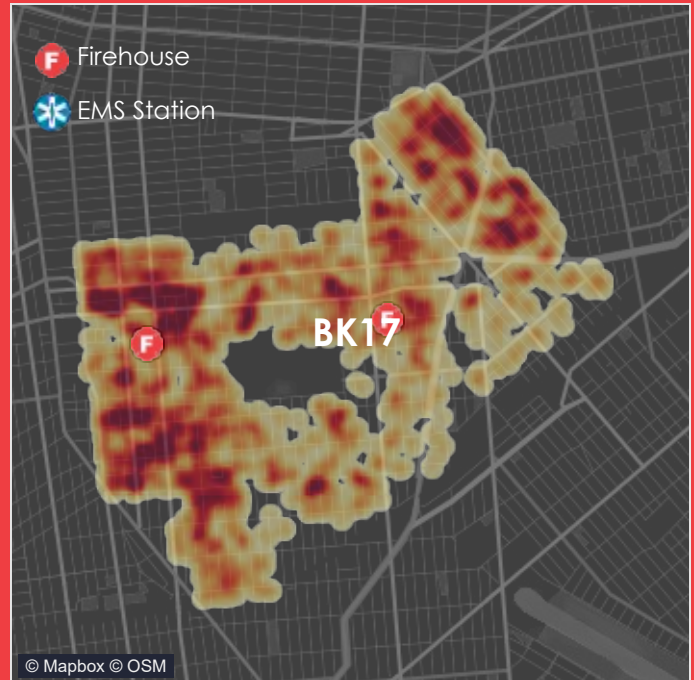 F Firehouse
EMS Station
F
BK17
F
© Mapbox © OSM